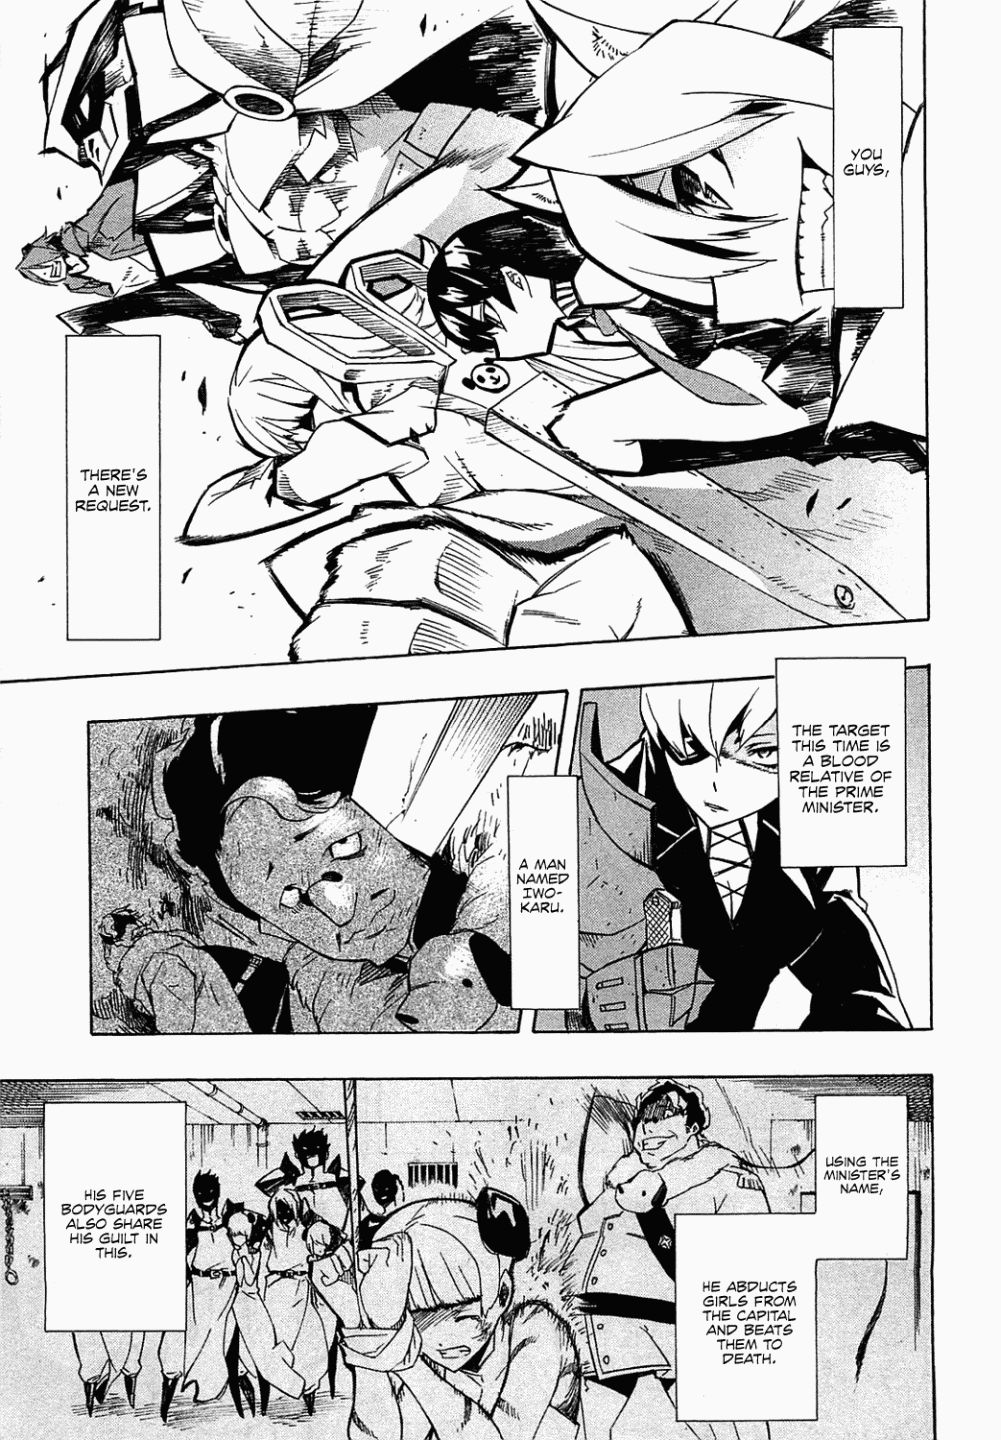 YOU
GUYS,
THERE'S
A NEW
REQUEST.
THE TARGET
THIS TIME IS
A BLOOD
RELATIVE OF
THE PRIME
MINISTER.
A MAN
NAMED
IWO-
KARU.
USING THE
MINISTER'S
NAME,
HE ABDUCTS
GIRLS FROM
THE CAPITAL
AND BEATS
THEM TO
DEATH.
HIS FIVE
BODYGUARDS
ALSO SHARE
HIS GUILT IN
THIS.